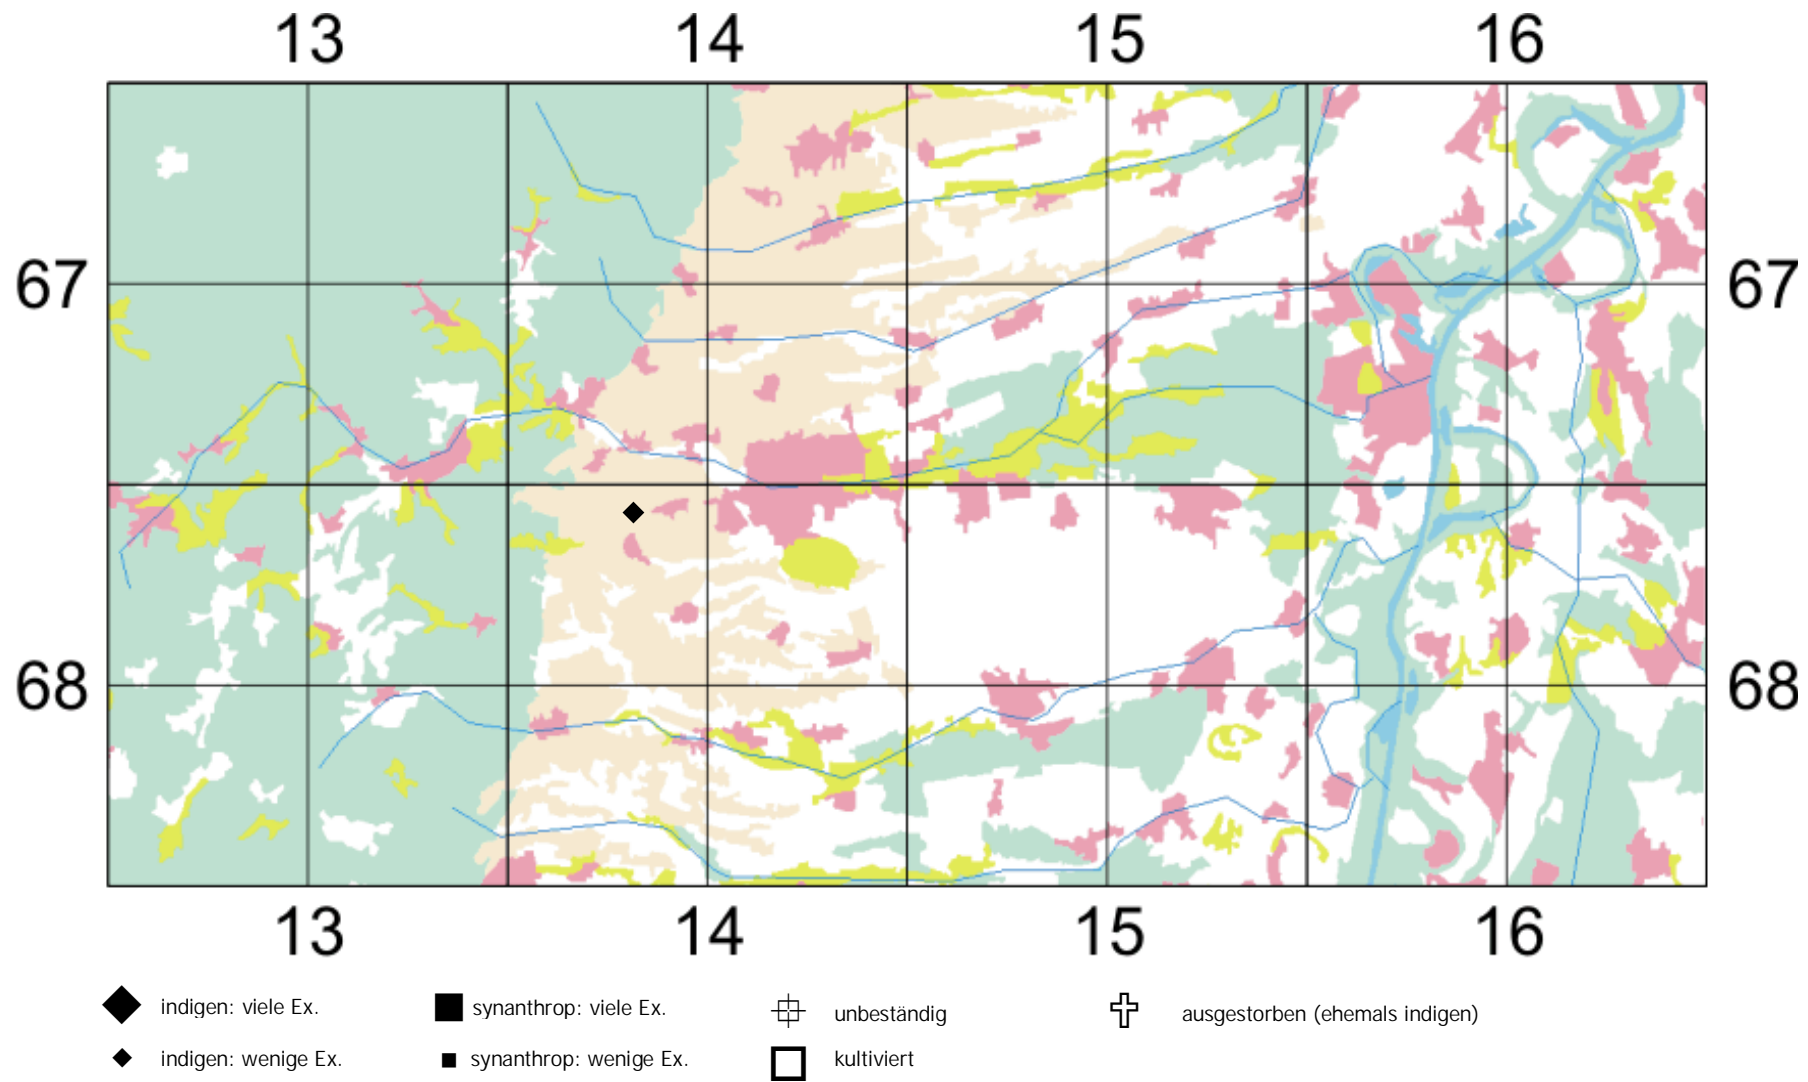 13 14 15 16
67 67
68 68
13 14 15 16
indigen: viele Ex. synanthrop: viele Ex. unbeständig ausgestorben (ehemals indigen)
indigen: wenige Ex. synanthrop: wenige Ex. kultiviert